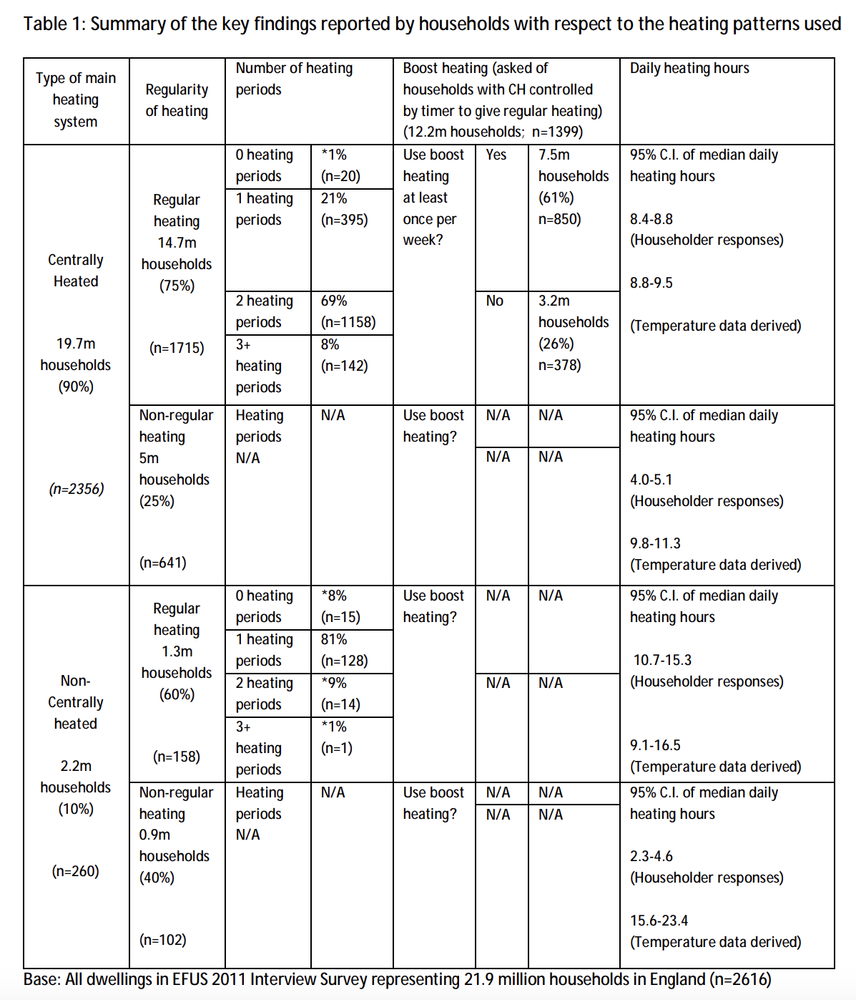 Table 1: Summary of the key findings reported by households with respect to the heating patterns used
Type of main
heating
system
Regularity
of heating
Number of heating
periods
Boost heating (asked of
households with CH controlled
by timer to give regular heating)
(12.2m households;  n=1399)
Daily heating hours
Centrally
Heated
19.7m
households
(90%)
(n=2356)
Regular
heating
14.7m
households
(75%)
(n=1715)
0 heating
periods
*1%
(n=20)
1 heating
periods
21%
(n=395)
2 heating
periods
69%
(n=1158)
3+
heating
periods
8%
(n=142)
Use boost
heating
at least
once per
week?
Yes
7.5m
households
(61%)
n=850)
No
3.2m
households
(26%)
n=378)
95% C.I. of median daily
heating hours
8.4-8.8
(Householder responses)
8.8-9.5
(Temperature data derived)
Non-regular
heating
5m
households
(25%)
(n=641)
Heating
periods
N/A
N/A
Use boost
heating?
N/A
N/A
N/A
N/A
95% C.I. of median daily
heating hours
4.0-5.1
(Householder responses)
9.8-11.3
(Temperature data derived)
Non-
Centrally
heated
2.2m
households
(10%)
(n=260)
Regular
heating
1.3m
households
(60%)
(n=158)
0 heating
periods
*8%
(n=15)
1 heating
periods
81%
(n=128)
2 heating
periods
*9%
(n=14)
3+
heating
periods
*1%
(n=1)
Use boost
heating?
N/A
N/A
N/A
N/A
95% C.I. of median daily
heating hours
10.7-15.3
(Householder responses)
9.1-16.5
(Temperature data derived)
Non-regular
heating
0.9m
households
(40%)
(n=102)
Heating
periods
N/A
N/A
Use boost
heating?
N/A
N/A
N/A
N/A
95% C.I. of median daily
heating hours
2.3-4.6
(Householder responses)
15.6-23.4
(Temperature data derived)
Base: All dwellings in EFUS 2011 Interview Survey representing 21.9 million households in England (n=2616)